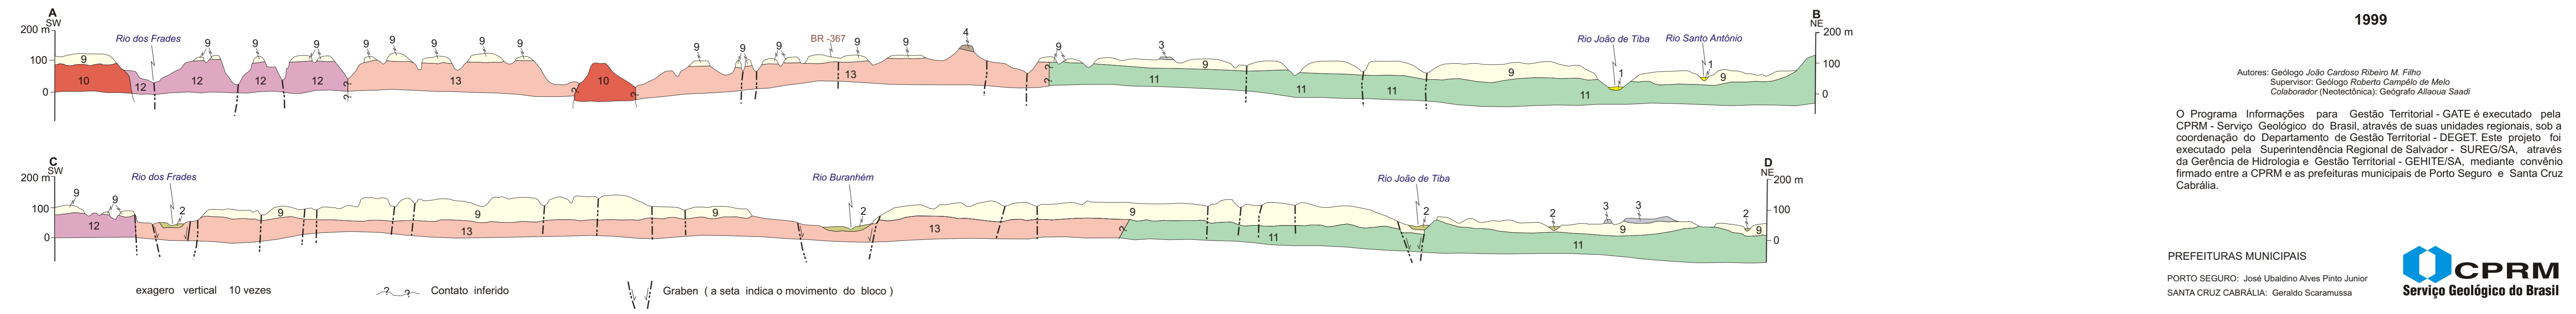 A
SW
B
NE
200 m
100
0
200 m
100
0
Rio dos Frades
BR -367
Rio João de Tiba
Rio Santo Antônio
9 9 9 9 9 9 9 9 9 9 9 9 9 9 4 9 3 9 9 1 1 9
10 12 12 12 12 13 10 13 11 11 11 11
? ? ? ? ?
C
SW
D
NE
200 m
100
0
200 m
100
0
Rio dos Frades
Rio Buranhém
Rio João de Tiba
9 9 2 9 9 9 2 9 2 2 3 3 9 2 9
12 13 13 11 11
?
exagero vertical 10 vezes
? ? Contato inferido
Graben ( a seta indica o movimento do bloco )
1999
Autores: Geólogo João Cardoso Ribeiro M. Filho
Supervisor: Geólogo Roberto Campêlo de Melo
Colaborador (Neotectônica): Geógrafo Allaoua Saadi
O Programa Informações para Gestão Territorial - GATE é executado pela
CPRM - Serviço Geológico do Brasil, através de suas unidades regionais, sob a
coordenação do Departamento de Gestão Territorial - DEGET. Este projeto foi
executado pela Superintendência Regional de Salvador - SUREG/SA, através
da Gerência de Hidrologia e Gestão Territorial - GEHITE/SA, mediante convênio
firmado entre a CPRM e as prefeituras municipais de Porto Seguro e Santa Cruz
Cabrália.
PREFEITURAS MUNICIPAIS
PORTO SEGURO: José Ubaldino Alves Pinto Junior
SANTA CRUZ CABRÁLIA: Geraldo Scaramussa
CPRM
Serviço Geológico do Brasil